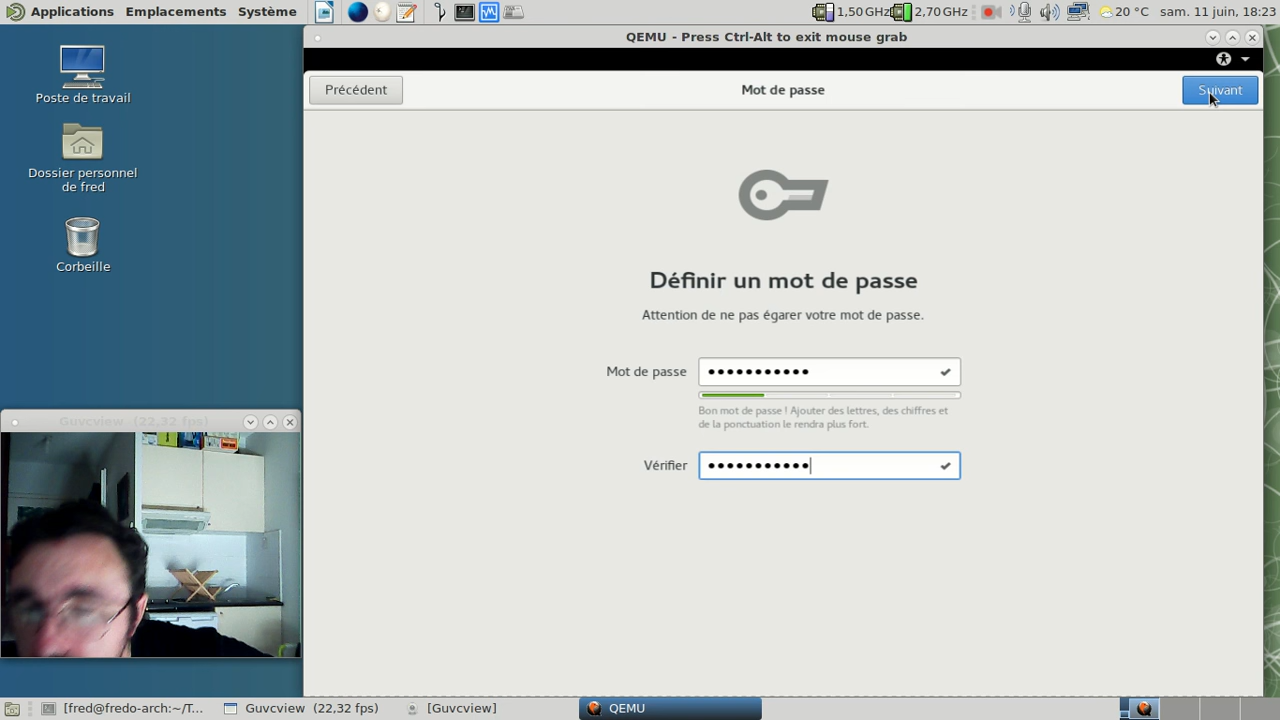 Applications Emplacements Système 1,50 GHz 2,70 GHz 20 °C sam. 11 juin, 18:23
Poste de travail
Dossier personnel
de fred
Corbeille
QEMU - Press Ctrl-Alt to exit mouse grab
Précédent Mot de passe Suivant
Définir un mot de passe
Attention de ne pas égarer votre mot de passe.
Mot de passe
Bon mot de passe ! Ajouter des lettres, des chiffres et
de la ponctuation le rendra plus fort.
Vérifier
Guvcview (22,32 fps)
[fred@fredo-arch:~/T... Guvcview (22,32 fps) [Guvcview] QEMU